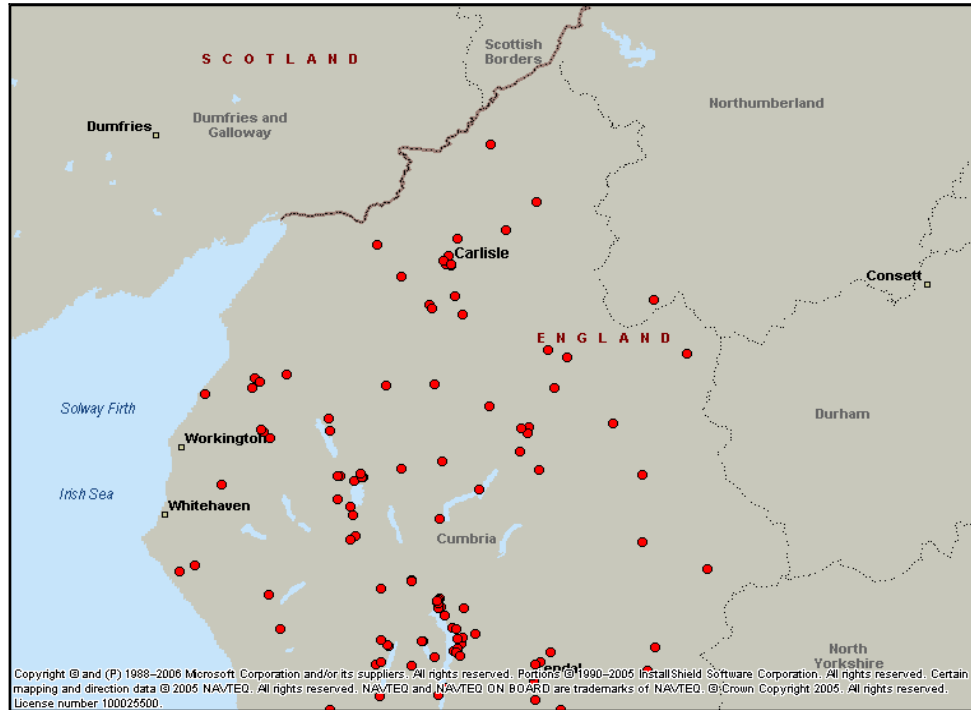 Scottish
Borders
S C O T L A N D
Northumberland
Dumfries and
Galloway
Dumfries
Carlisle
Consett
E N G L A N D
Solway Firth
Durham
Workington
Irish Sea
Whitehaven
Cumbria
North
Yorkshire
Copyright © and (P) 1988–2006 Microsoft Corporation and/or its suppliers. All rights reserved. Portions © 1990–2005 InstallShield Software Corporation. All rights reserved. Certain
mapping and direction data © 2005 NAVTEQ. All rights reserved. NAVTEQ and NAVTEQ ON BOARD are trademarks of NAVTEQ. © Crown Copyright 2005. All rights reserved.
License number 100025500.